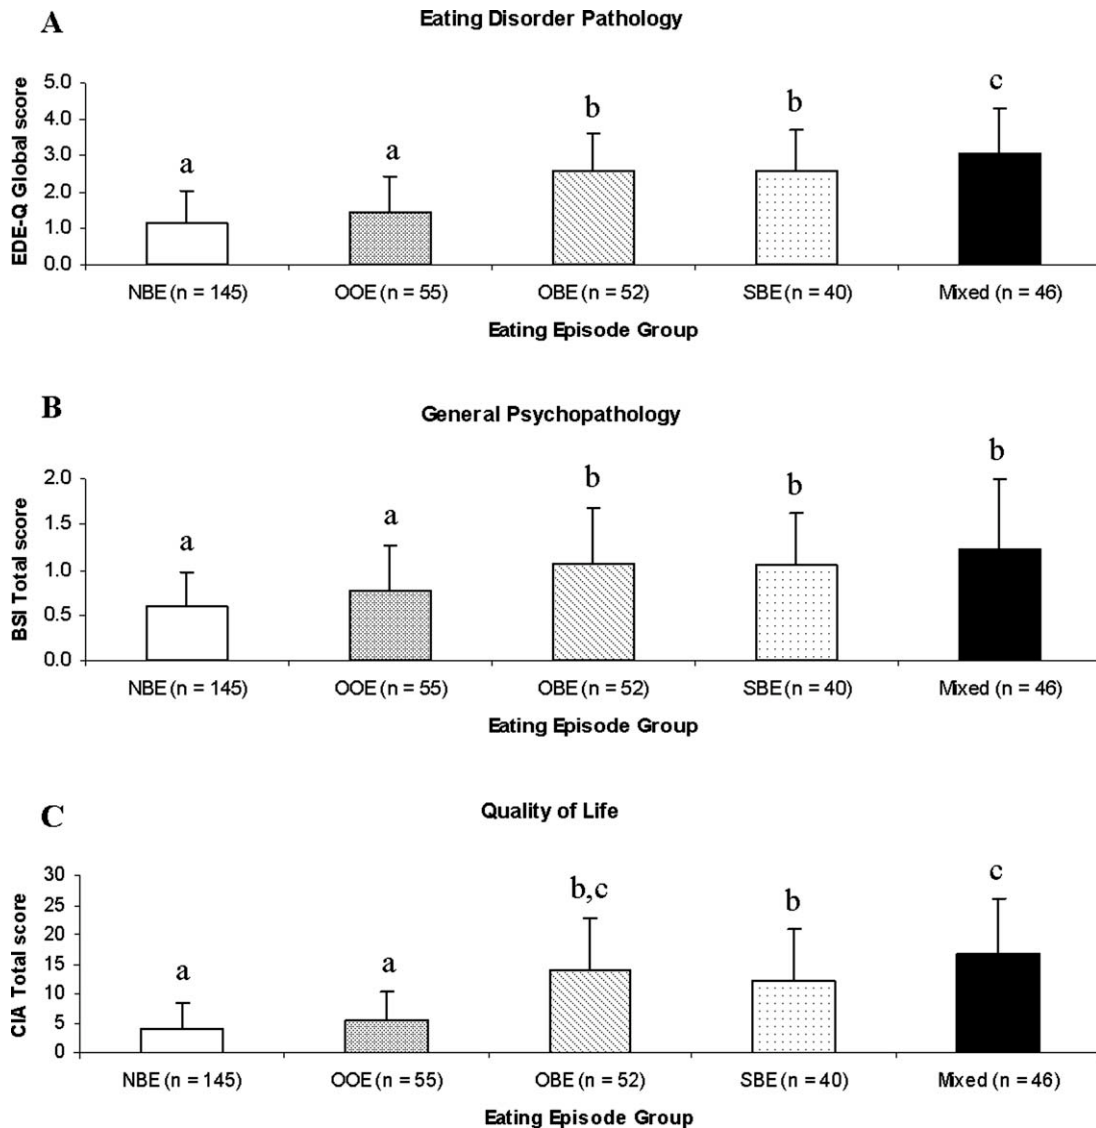 A
Eating Disorder Pathology
EDE-Q Global score
5.0
4.0
3.0
2.0
1.0
0.0
a
a
b
b
c
NBE (n = 145) OOE (n = 55) OBE (n = 52) SBE (n = 40) Mixed (n = 46)
Eating Episode Group
B
General Psychopathology
BSI Total score
2.0
1.5
1.0
0.5
0.0
a
a
b
b
b
NBE (n = 145) OOE (n = 55) OBE (n = 52) SBE (n = 40) Mixed (n = 46)
Eating Episode Group
C
Quality of Life
CIA Total score
30
25
20
15
10
5
0
a
a
b,c
b
c
NBE (n = 145) OOE (n = 55) OBE (n = 52) SBE (n = 40) Mixed (n = 46)
Eating Episode Group